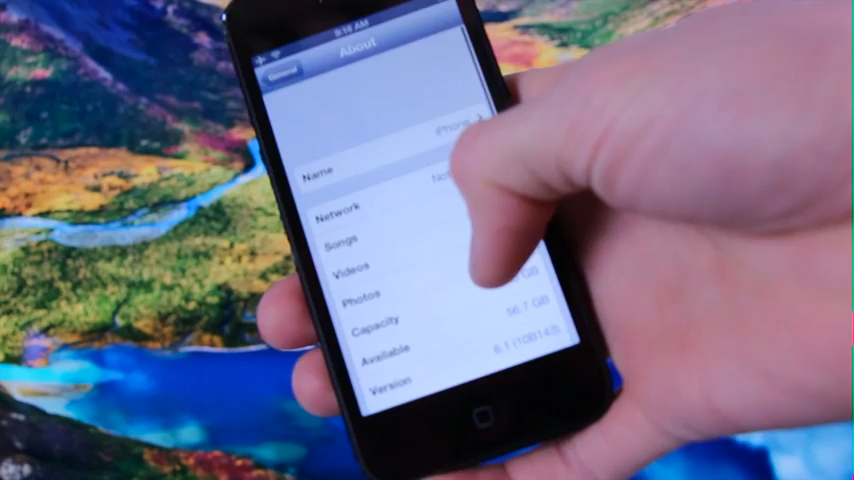 9:16 AM
About
General
Name iPhone
Network
Songs
Videos
Photos
Capacity GB
Available 56.7 GB
Version 6.1 (10B143)